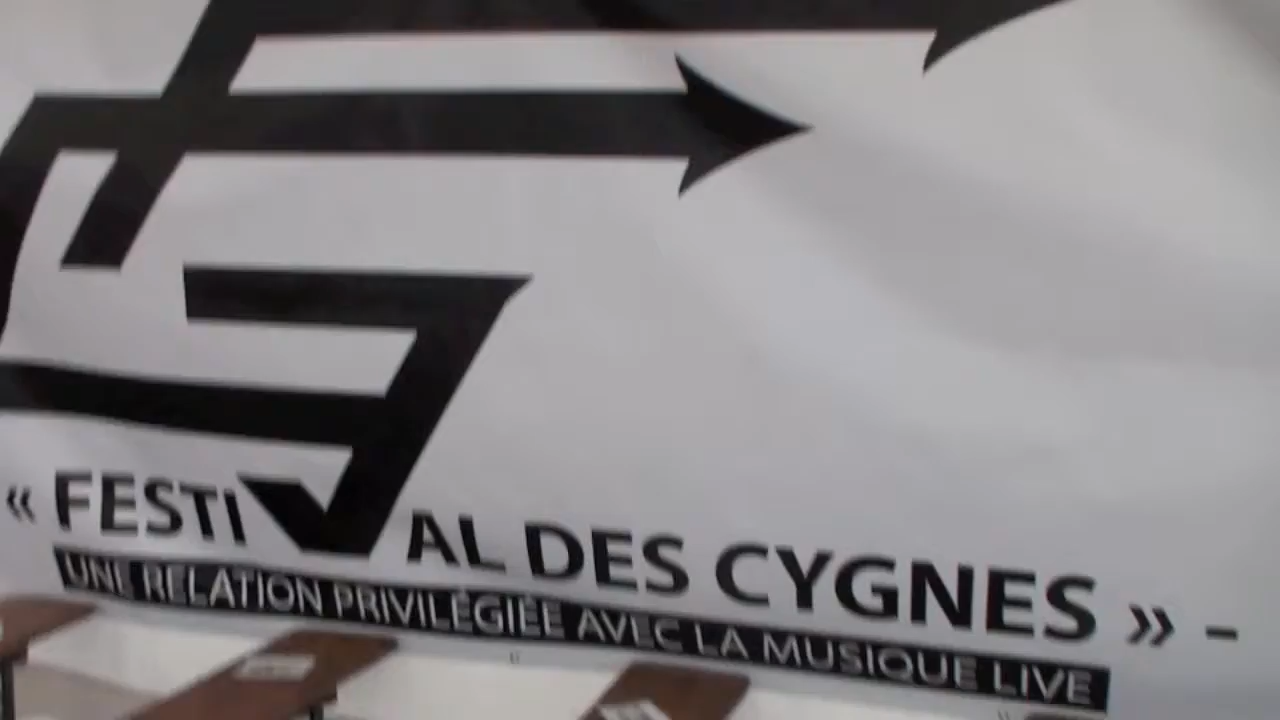 « FESTIVAL DES CYGNES » -
UNE RELATION PRIVILÉGIÉE AVEC LA MUSIQUE LIVE